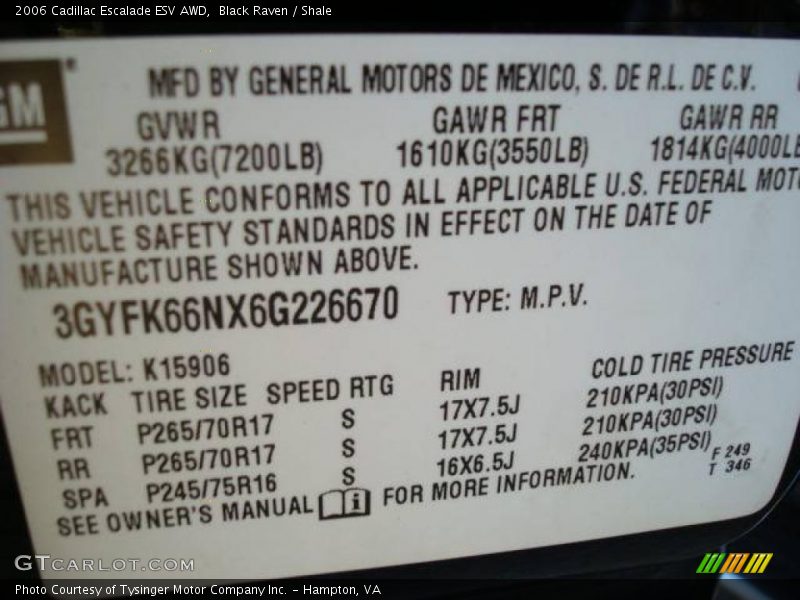 2006 Cadillac Escalade ESV AWD, Black Raven / Shale
GM
MFD BY GENERAL MOTORS DE MEXICO, S. DE R.L. DE C.V.
GVWR GAWR FRT GAWR RR
3266KG(7200LB) 1610KG(3550LB) 1814KG(4000LB
THIS VEHICLE CONFORMS TO ALL APPLICABLE U.S. FEDERAL MOTO
VEHICLE SAFETY STANDARDS IN EFFECT ON THE DATE OF
MANUFACTURE SHOWN ABOVE.
3GYFK66NX6G226670 TYPE: M.P.V.
MODEL: K15906
KACK TIRE SIZE SPEED RTG RIM COLD TIRE PRESSURE
FRT P265/70R17 S 17X7.5J 210KPA(30PSI)
RR P265/70R17 S 17X7.5J 210KPA(30PSI)
SPA P245/75R16 S 16X6.5J 240KPA(35PSI) F 249
T 346
SEE OWNER'S MANUAL i FOR MORE INFORMATION.
GTCARLOT.COM
Photo Courtesy of Tysinger Motor Company Inc. - Hampton, VA